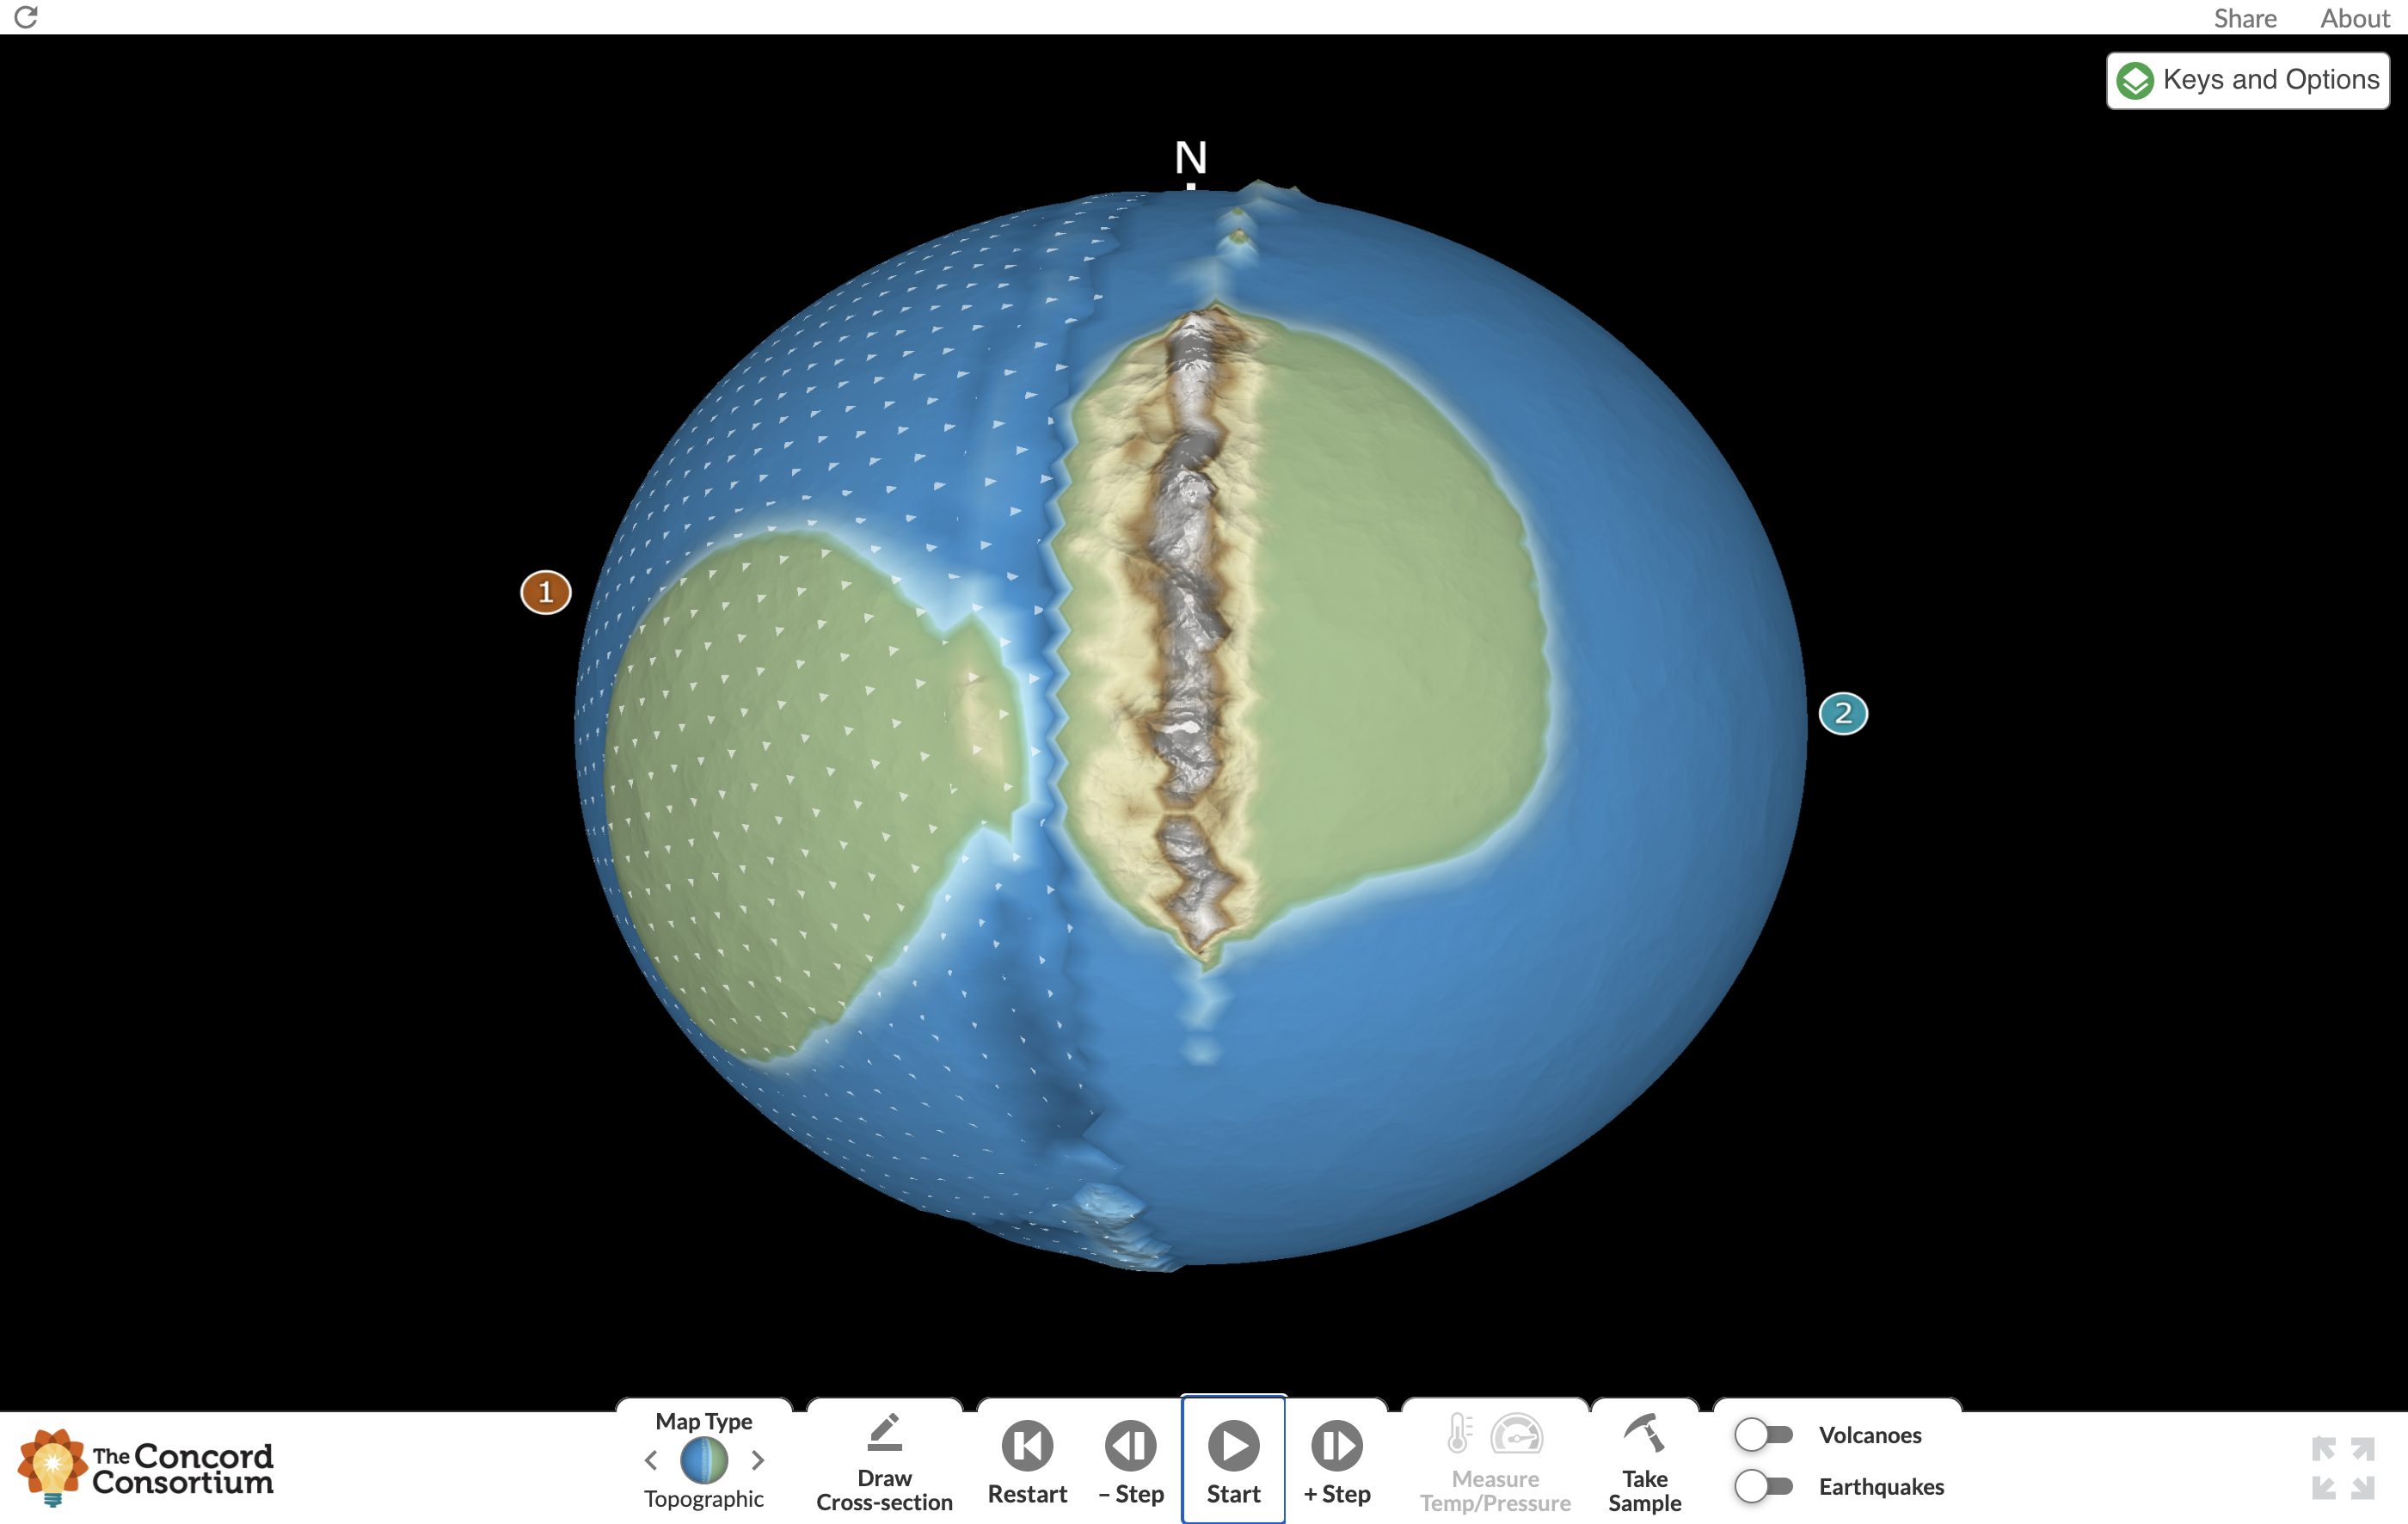 Share About
Keys and Options
N
1
2
The Concord
Consortium
Map Type
Topographic
Draw
Cross-section
Restart
– Step
Start
+ Step
Measure
Temp/Pressure
Take
Sample
Volcanoes
Earthquakes